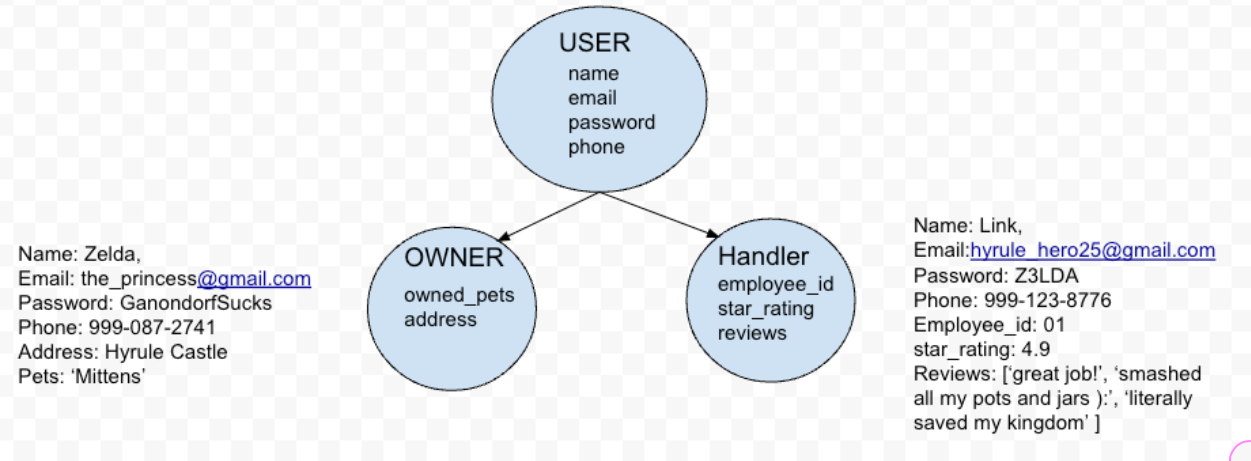 USER
name
email
password
phone
OWNER
owned_pets
address
Handler
employee_id
star_rating
reviews
Name: Zelda,
Email: the_princess@gmail.com
Password: GanondorfSucks
Phone: 999-087-2741
Address: Hyrule Castle
Pets: ‘Mittens’
Name: Link,
Email:hyrule_hero25@gmail.com
Password: Z3LDA
Phone: 999-123-8776
Employee_id: 01
star_rating: 4.9
Reviews: [‘great job!’, ‘smashed
all my pots and jars ):’, ‘literally
saved my kingdom’ ]